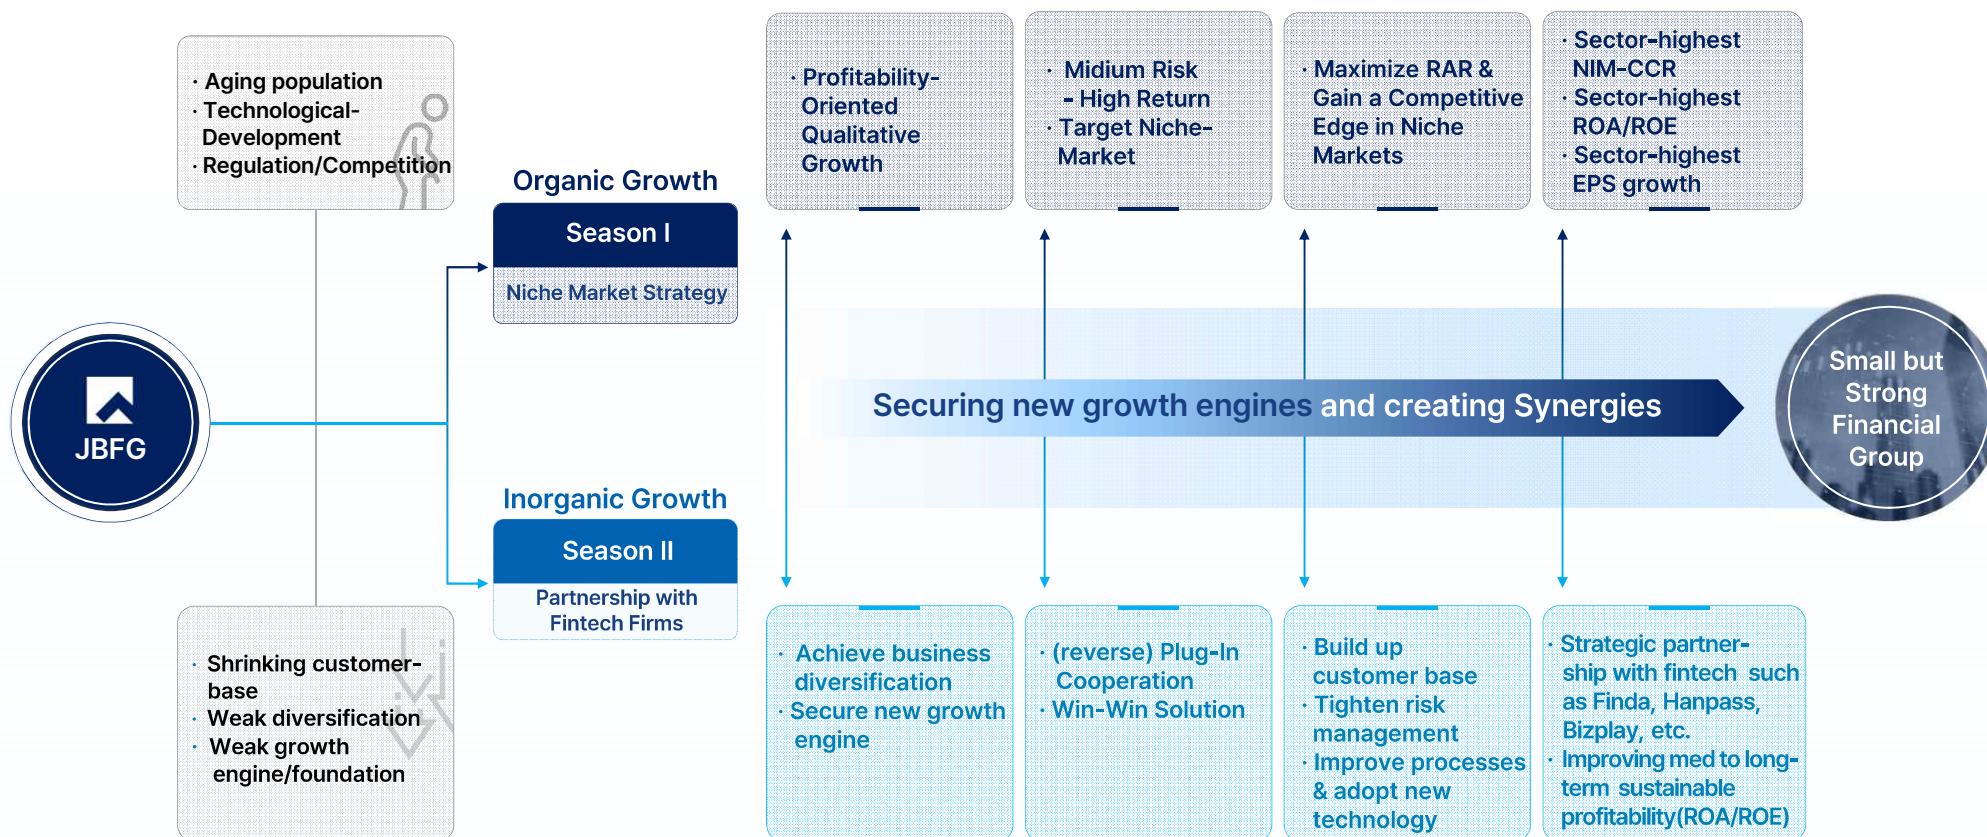 · Aging population
· Technological-
Development
· Regulation/Competition
JBFG
· Shrinking customer-
base
· Weak diversification
· Weak growth
engine/foundation
Organic Growth
Season I
Niche Market Strategy
Inorganic Growth
Season II
Partnership with
Fintech Firms
· Profitability-
Oriented
Qualitative
Growth
· Midium Risk
- High Return
· Target Niche-
Market
· Maximize RAR &
Gain a Competitive
Edge in Niche
Markets
· Sector-highest
NIM-CCR
· Sector-highest
ROA/ROE
· Sector-highest
EPS growth
Securing new growth engines and creating Synergies
Small but
Strong
Financial
Group
· Achieve business
diversification
· Secure new growth
engine
· (reverse) Plug-In
Cooperation
· Win-Win Solution
· Build up
customer base
· Tighten risk
management
· Improve processes
& adopt new
technology
· Strategic partner-
ship with fintech such
as Finda, Hanpass,
Bizplay, etc.
· Improving med to long-
term sustainable
profitability(ROA/ROE)